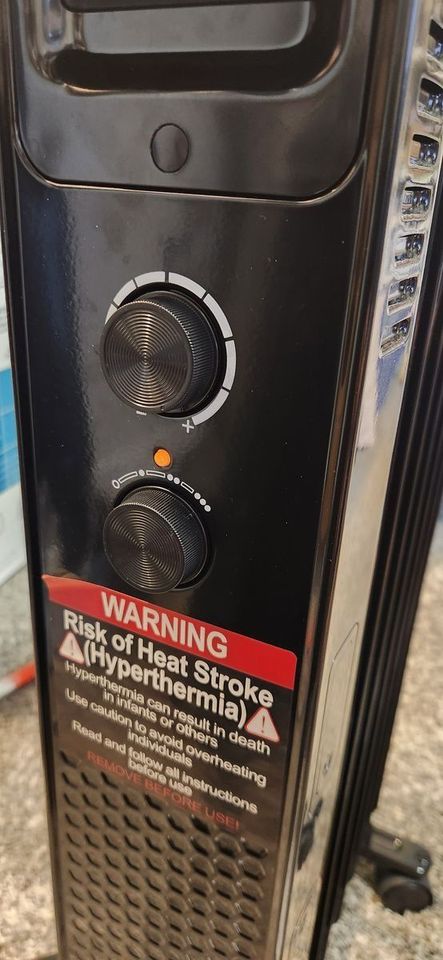 - +
WARNING
Risk of Heat Stroke
(Hyperthermia)
Hyperthermia can result in death
in infants or others
Use caution to avoid overheating
individuals
Read and follow all instructions
before use
REMOVE BEFORE USE!